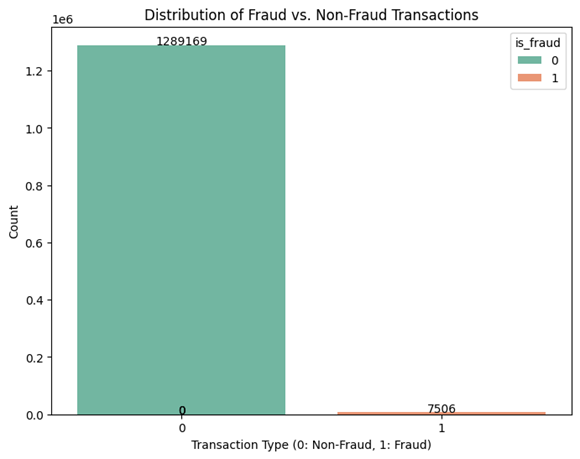 Distribution of Fraud vs. Non-Fraud Transactions
1e6
1289169
is_fraud
0
1
1.2
1.0
0.8
0.6
0.4
0.2
0.0
Count
0
7506
0
1
Transaction Type (0: Non-Fraud, 1: Fraud)